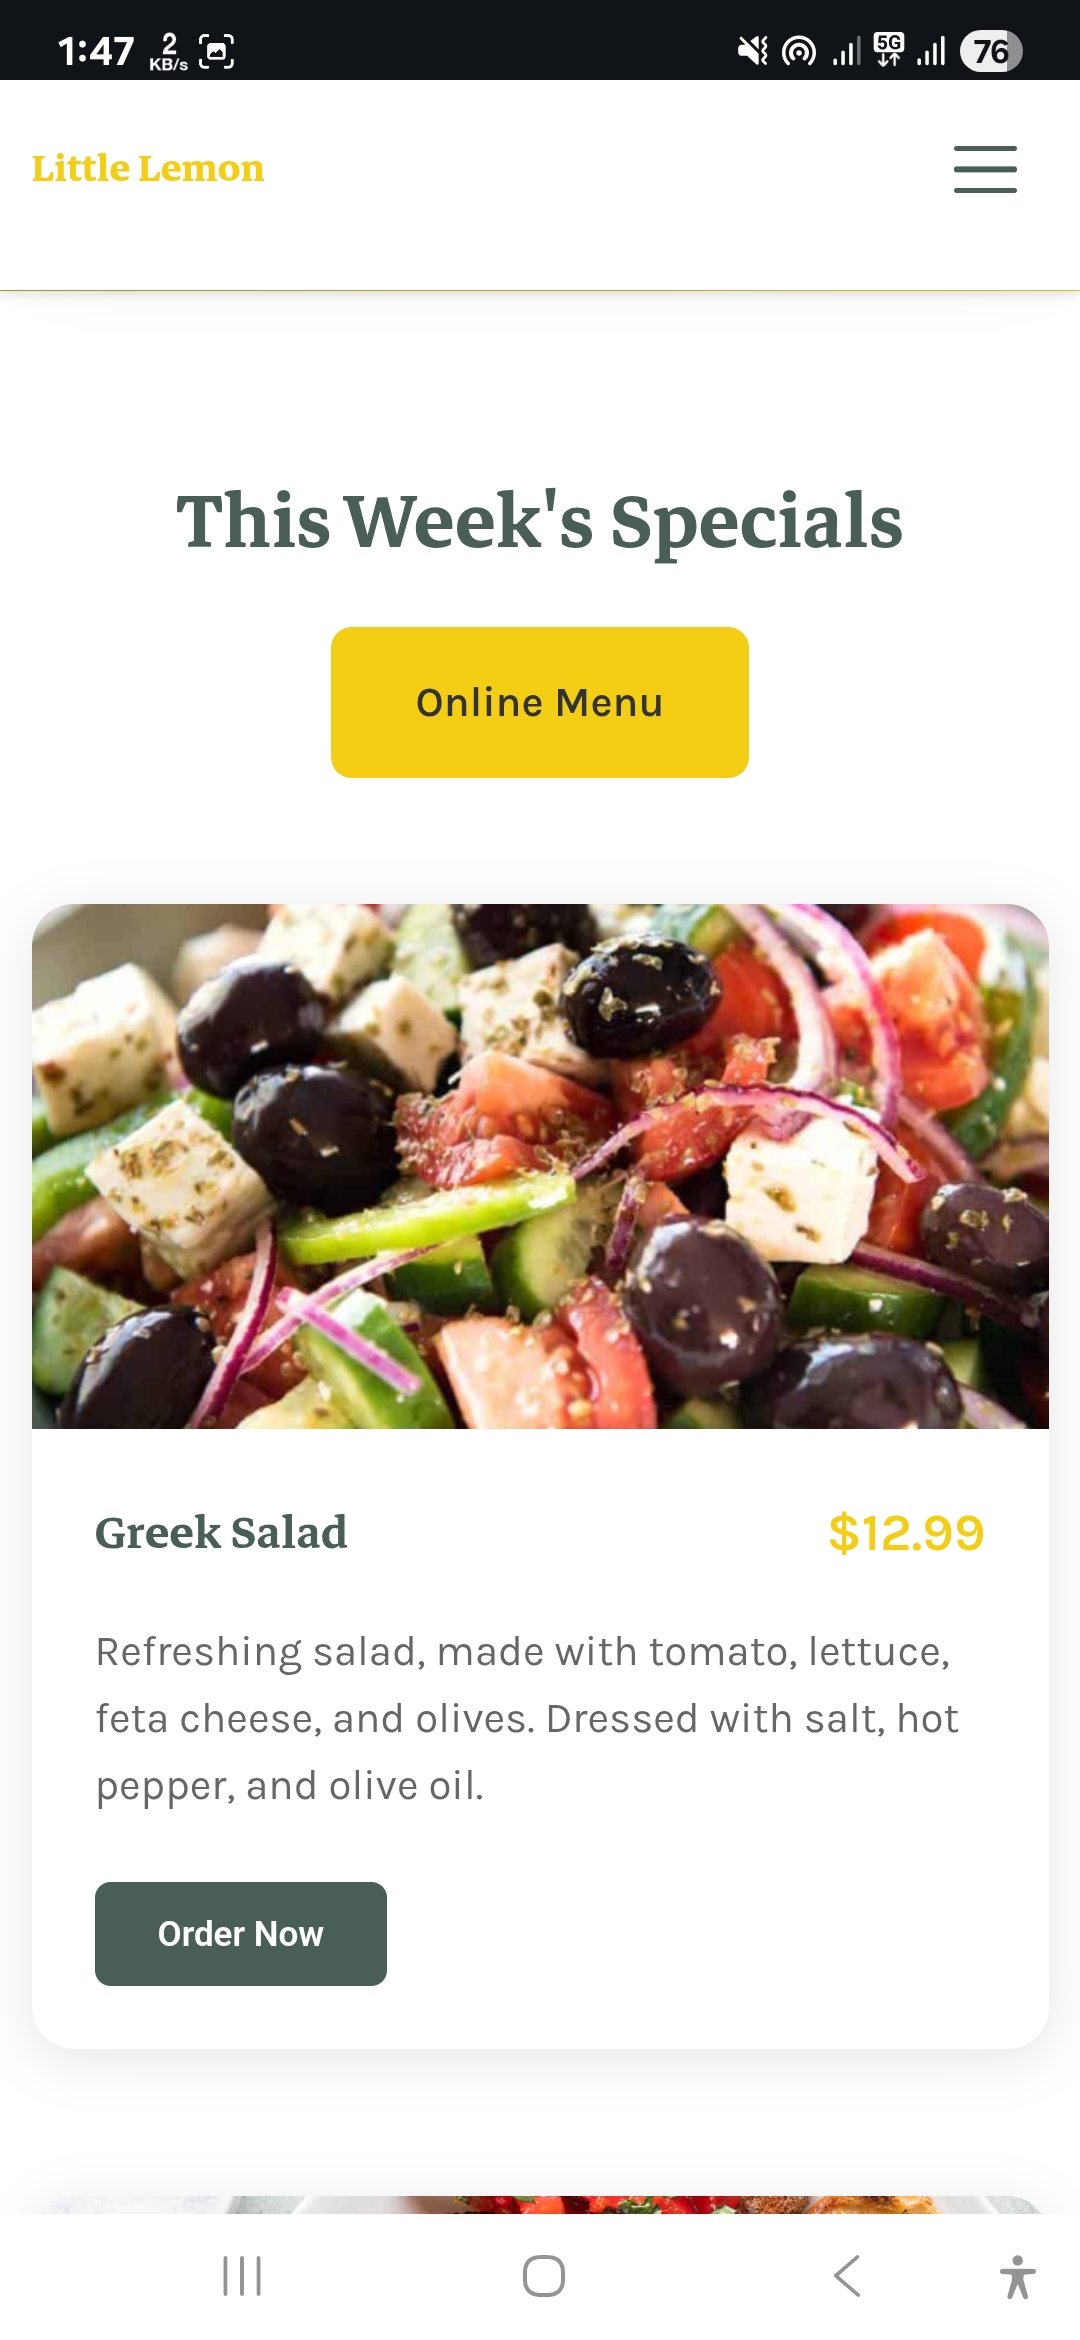 1:47 2 KB/s 5G 76
Little Lemon
This Week's Specials
Online Menu
Greek Salad $12.99
Refreshing salad, made with tomato, lettuce,
feta cheese, and olives. Dressed with salt, hot
pepper, and olive oil.
Order Now